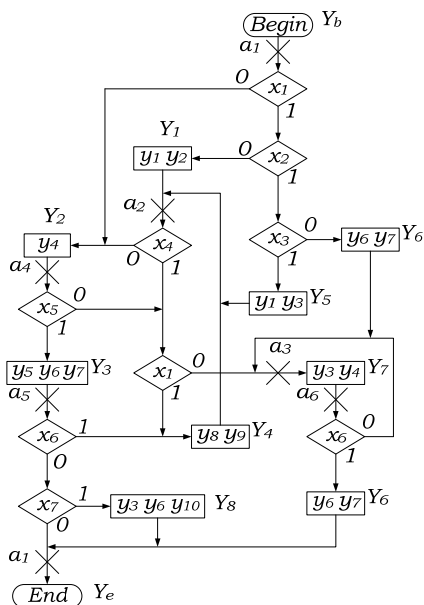 Begin Yb
a1
0 x1
1
Y1
y1 y2 0 x2
1
a2
Y2
y4 0 x4 1
x3 0 y6 y7 Y6
1
a4
x5 0
1
y1 y3 Y5
y5 y6 y7 Y3
x1 0
1
a3
y3 y4 Y7
a5
a6
x6 1
0
y8 y9 Y4
x6 0
1
x7 1
0
y3 y6 y10 Y8
y6 y7 Y6
a1
End Ye